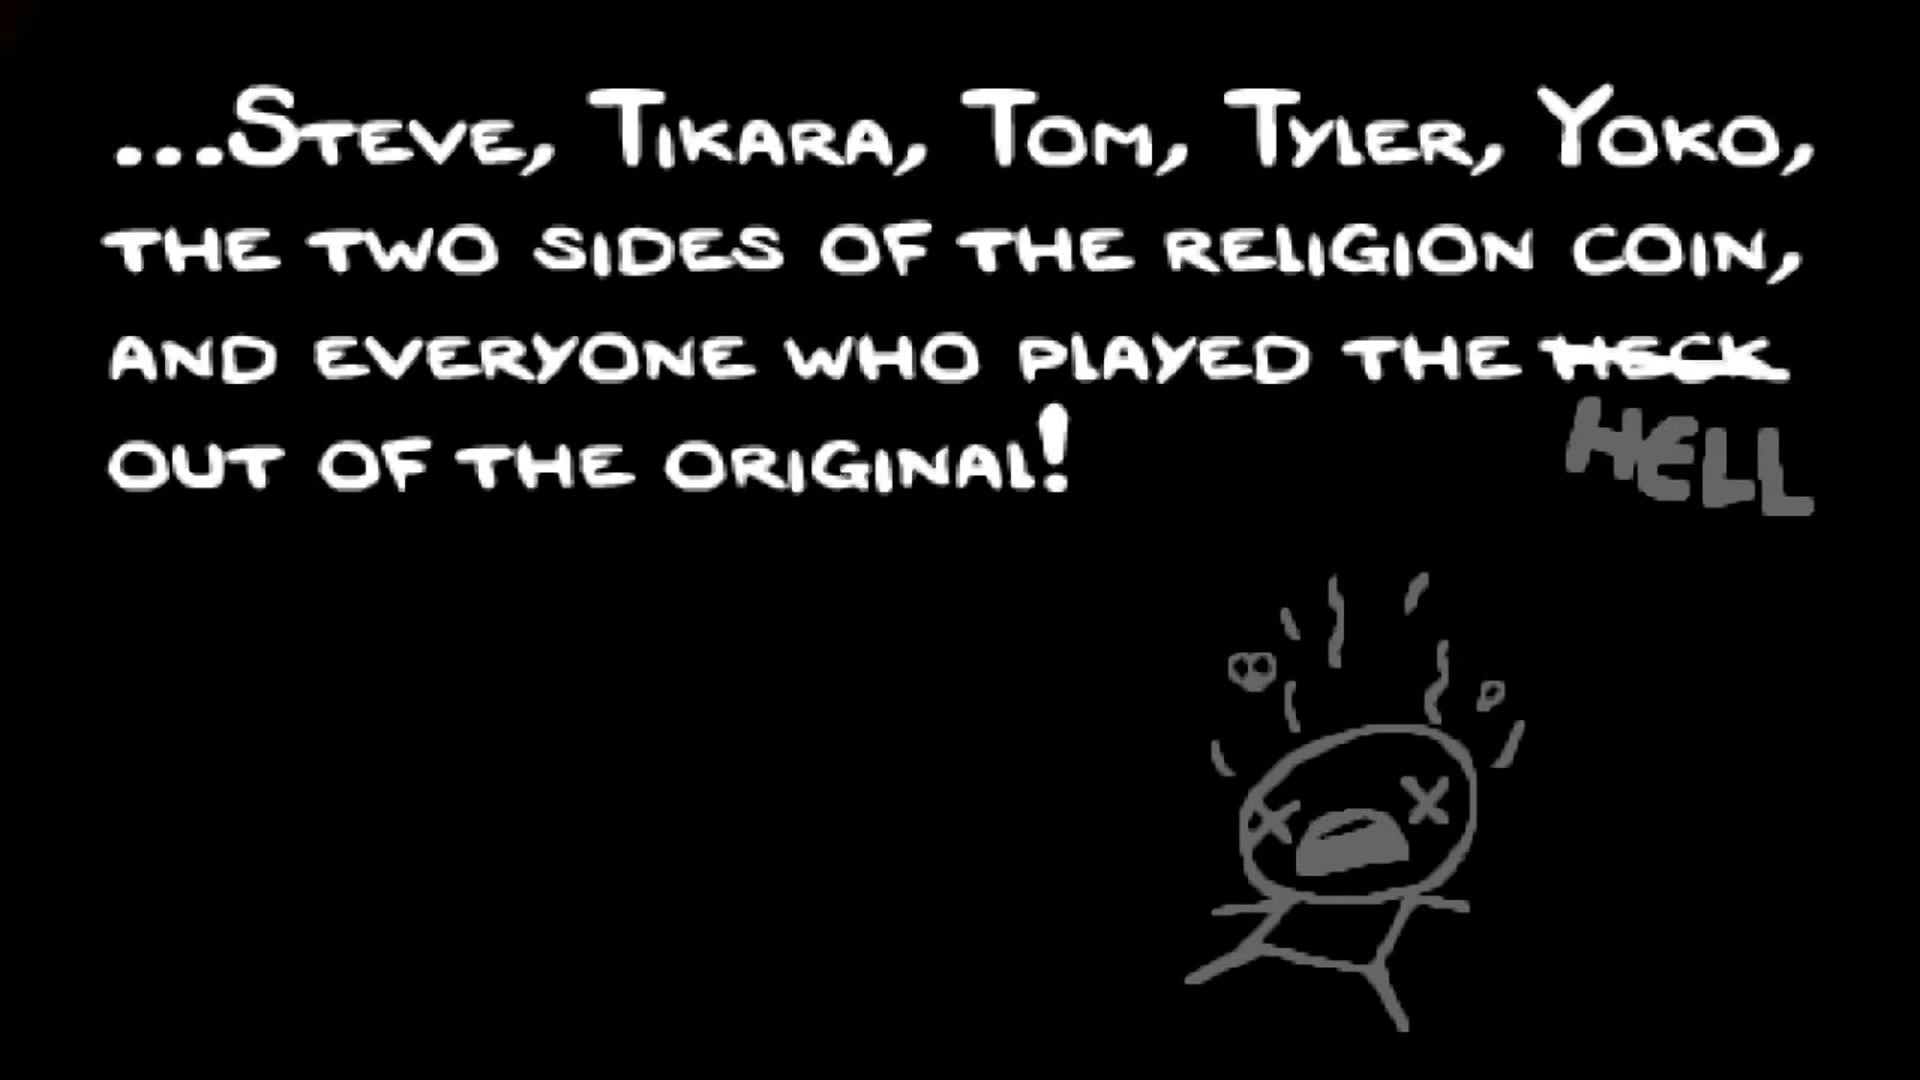 ...Steve, Tikara, Tom, Tyler, Yoko,
the two sides of the religion coin,
and everyone who played the heck
HELL
out of the original!